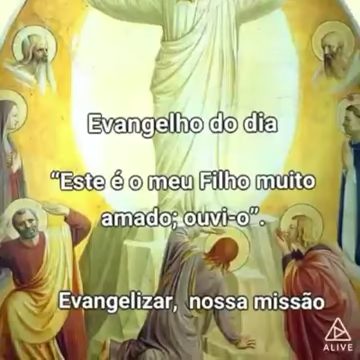 Evangelho do dia
“Este é o meu Filho muito
amado; ouvi-o”.
Evangelizar, nossa missão
ALIVE